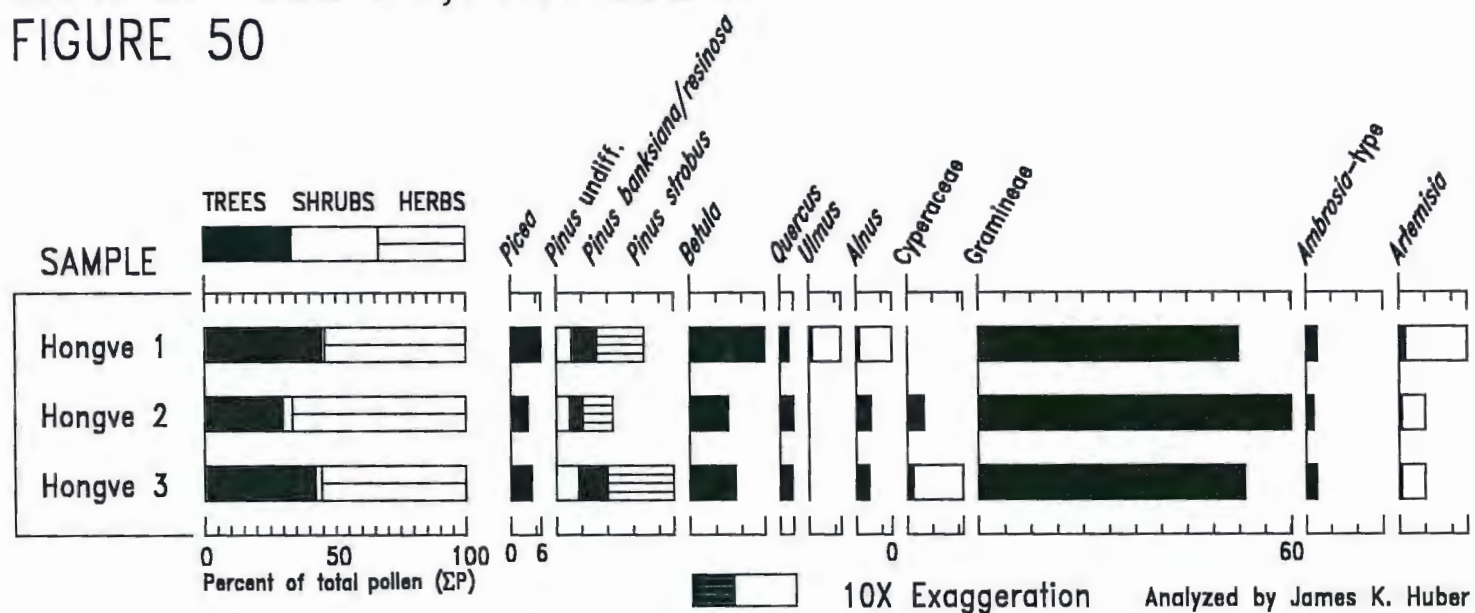 FIGURE 50
TREES SHRUBS HERBS
SAMPLE
Picea
Pinus undiff.
Pinus banksiana/resinosa
Pinus strobus
Betula
Quercus
Ulmus
Alnus
Cyperaceae
Gramineae
Ambrosia-type
Artemisia
Hongve 1
Hongve 2
Hongve 3
0 50 100 0 6 0 60
Percent of total pollen (ΣP)
10X Exaggeration Analyzed by James K. Huber